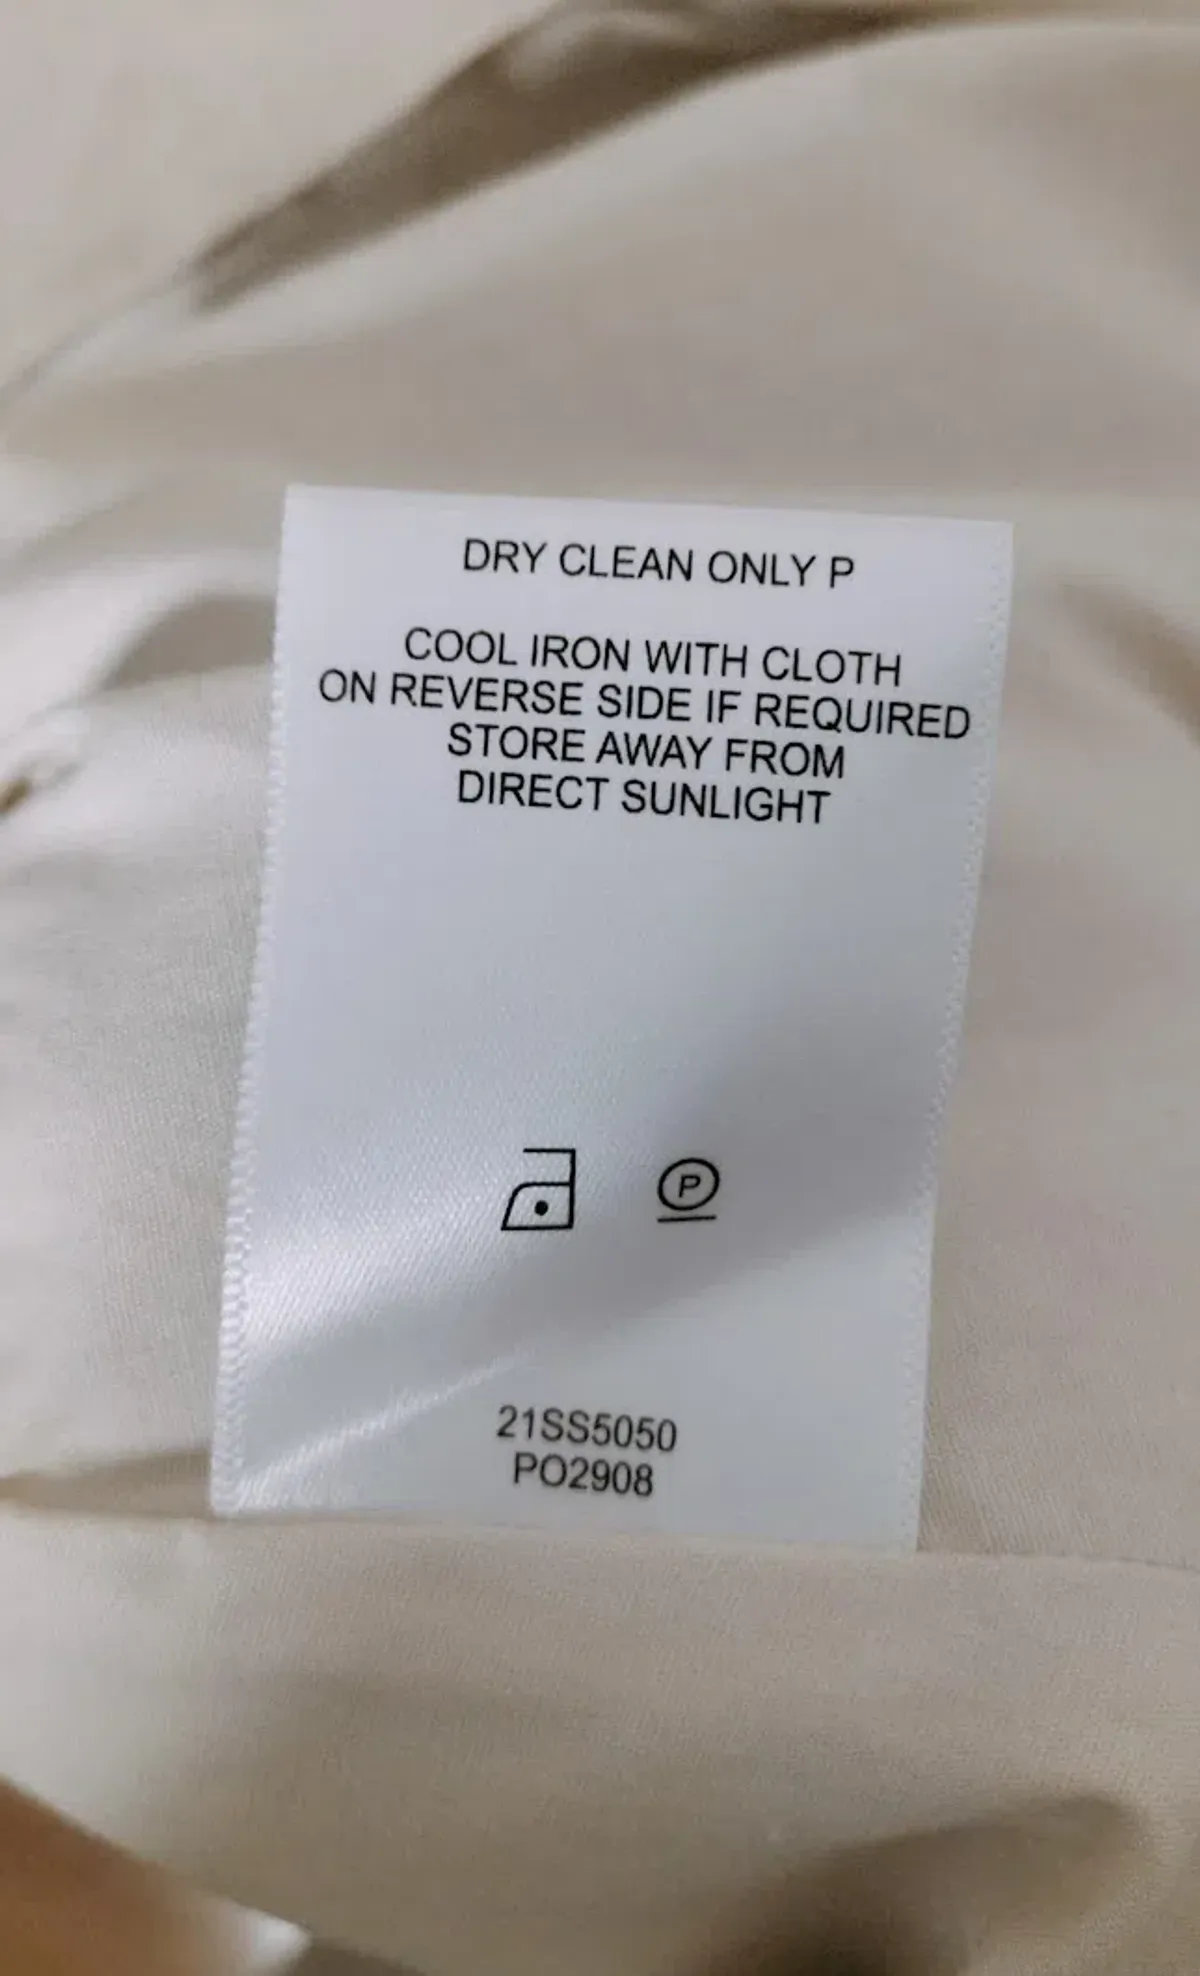 DRY CLEAN ONLY P
COOL IRON WITH CLOTH
ON REVERSE SIDE IF REQUIRED
STORE AWAY FROM
DIRECT SUNLIGHT
P
21SS5050
PO2908